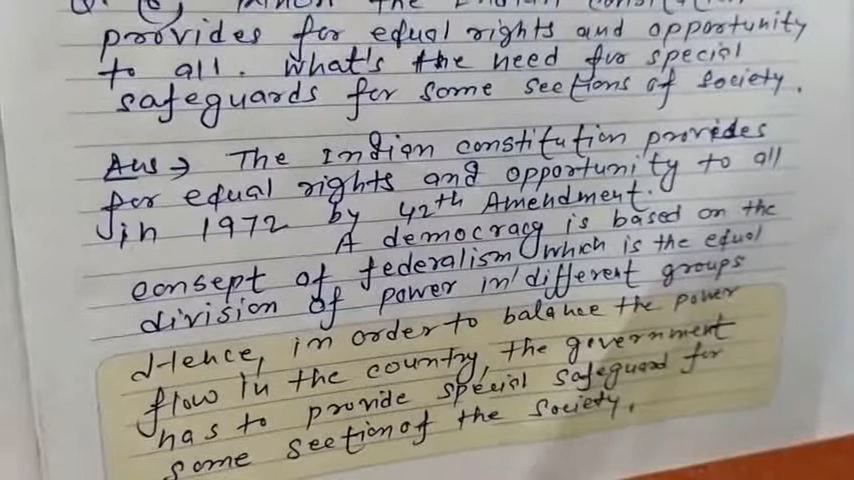 the Indian
provides for equal rights and opportunity
to all. What's the need for special
safeguards for some sections of society.
Ans → The Indian constitution provides
for equal rights and opportunity to all
in 1972 by 42th Amendment.
A democracy is based on the
consept of federalism which is the equal
division of power in different groups
Hence, in order to balance the power
flow in the country, the government
has to provide special safeguard for
some section of the society.